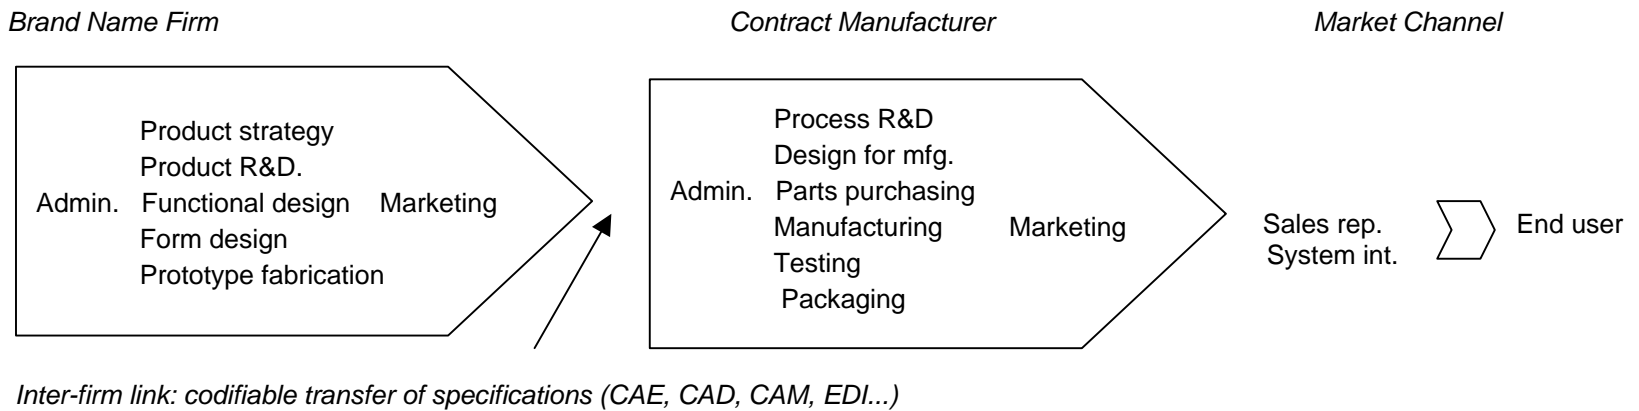 Brand Name Firm
Contract Manufacturer
Market Channel
Product strategy
Product R&D.
Admin. Functional design Marketing
Form design
Prototype fabrication
Process R&D
Design for mfg.
Admin. Parts purchasing
Manufacturing Marketing
Testing
Packaging
Sales rep.
System int.
End user
Inter-firm link: codifiable transfer of specifications (CAE, CAD, CAM, EDI...)